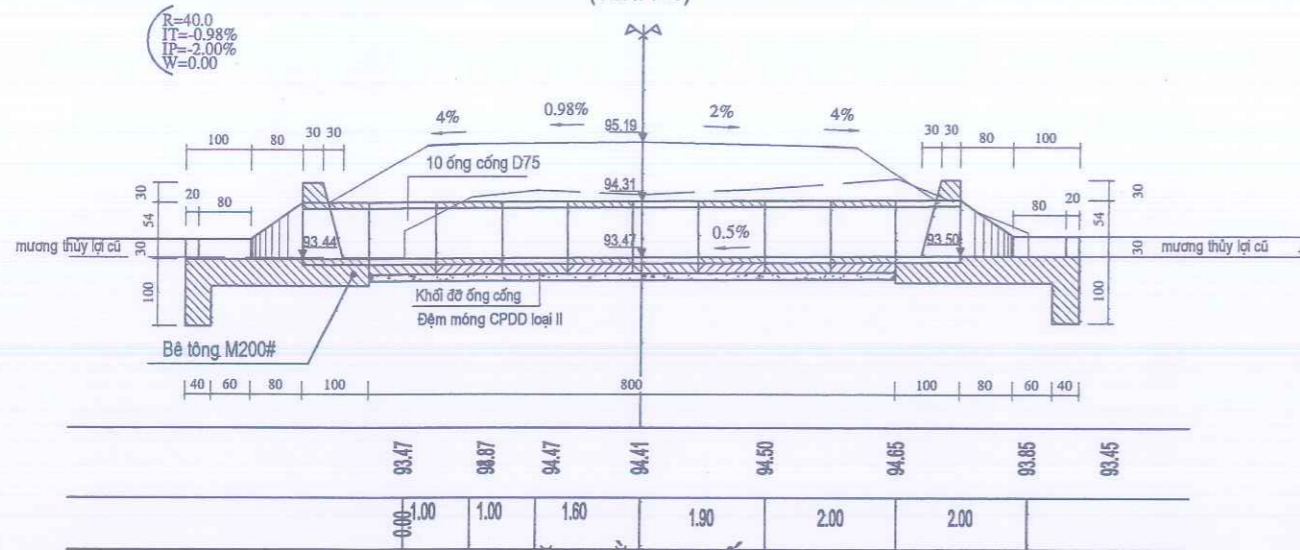 R=40.0
IT=-0.98%
IP=-2.00%
W=0.00
4%
0.98%
2%
4%
95.19
100 80 30 30
30 30 80 100
10 ống cống D75
94.31
30 20 80
80 20 30
54
54
mương thủy lợi cũ
30
93.44
93.47
0.5%
93.50
30
mương thủy lợi cũ
100
100
Khối đỡ ống cống
Đệm móng CPDD loại II
Bê tông M200#
40 60 80 100 800 100 80 60 40
93.47 98.87 94.47 94.41 94.50 94.65 93.85 93.45
0.00 1.00 1.00 1.60 1.90 2.00 2.00